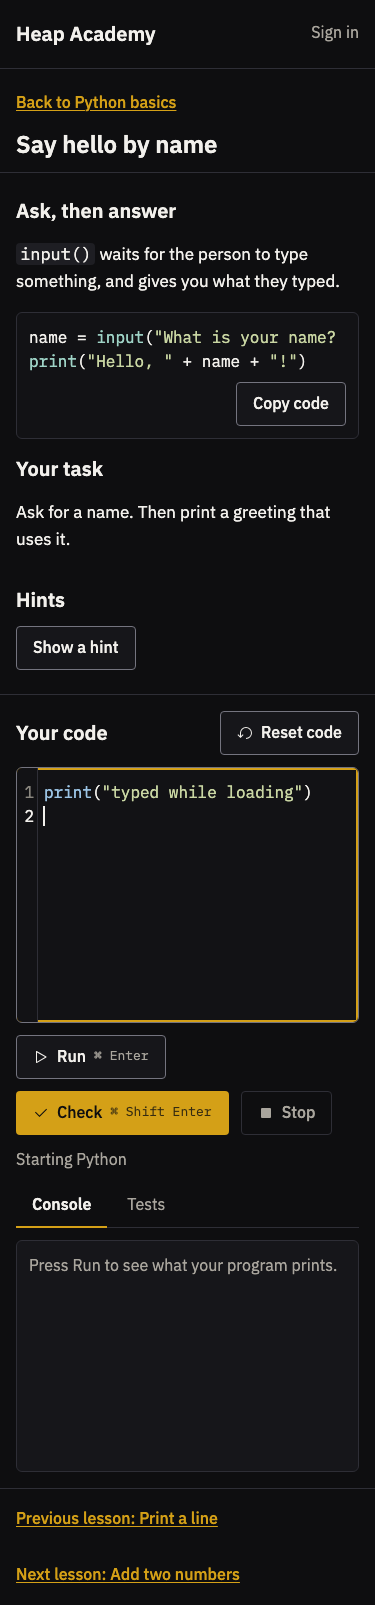 Heap Academy
Sign in
Back to Python basics
Say hello by name
Ask, then answer
input() waits for the person to type
something, and gives you what they typed.
name = input("What is your name?
print("Hello, " + name + "!")
Copy code
Your task
Ask for a name. Then print a greeting that
uses it.
Hints
Show a hint
Your code
Reset code
1 print("typed while loading")
2
Run ⌘ Enter
Check ⌘ Shift Enter
Stop
Starting Python
Console
Tests
Press Run to see what your program prints.
Previous lesson: Print a line
Next lesson: Add two numbers